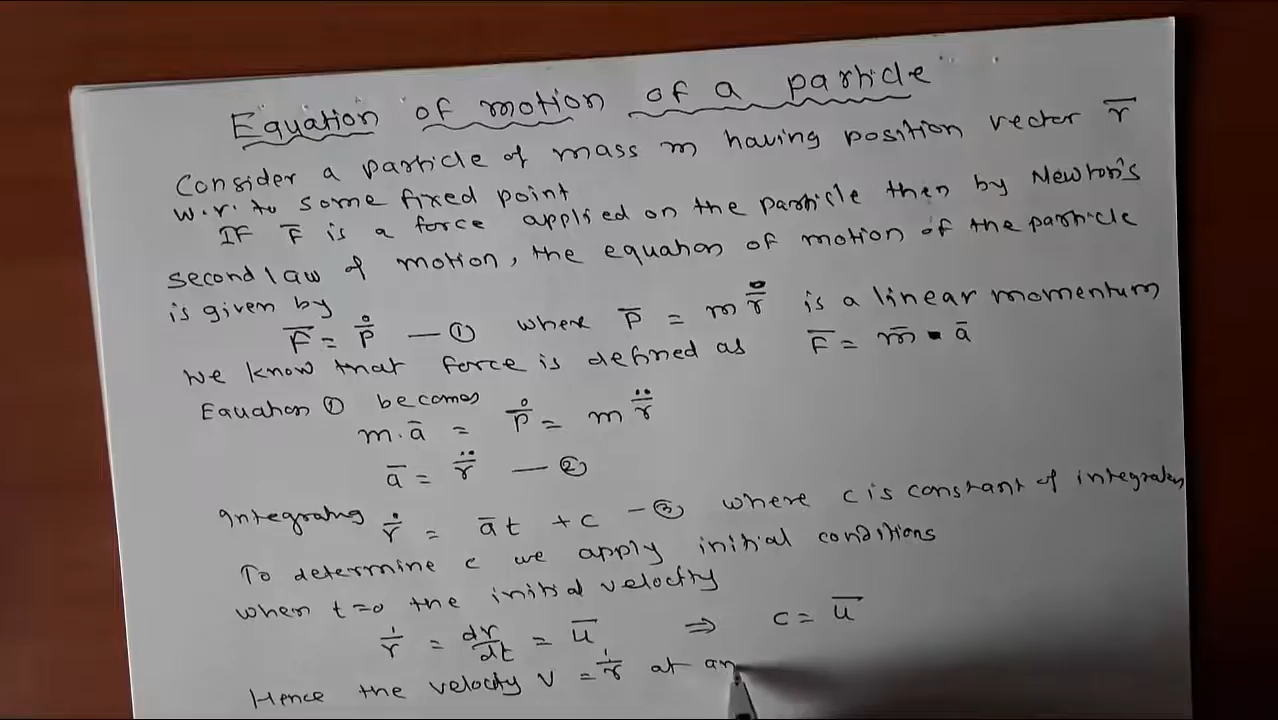 Equation of motion of a particle
Consider a particle of mass m having position vector r̅
w.r.to some fixed point
IF F̅ is a force applied on the particle then by Newton's
second law of motion, the equation of motion of the particle
is given by
F̅ = ṗ̅ — ① where p̅ = m ṙ̅ is a linear momentum
We know that force is defined as F̅ = m̅ · a̅
Equation ① becomes
m. a̅ = ṗ̅ = m r̅̈
a̅ = r̅̈ — ②
Integrating ṙ̅ = a̅t + c — ③ where c is constant of integration
To determine c we apply initial conditions
when t=0 the initial velocity
ṙ̅ = dr/dt = u̅ ⇒ c = u̅
Hence the velocity v = ṙ̅ at an